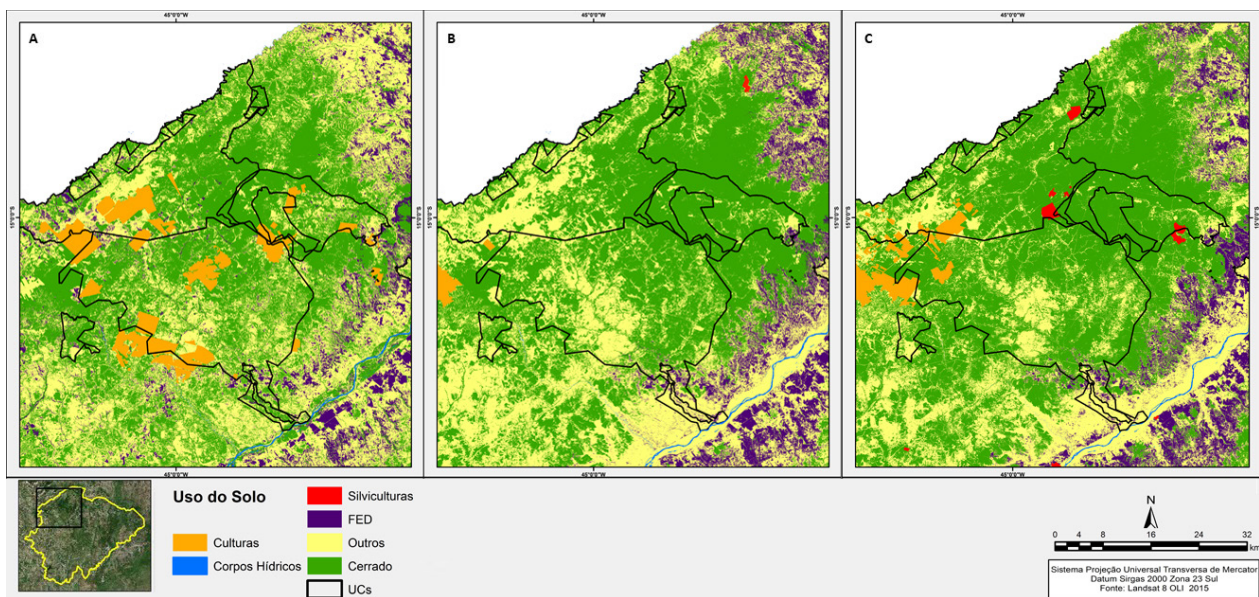 A
B
C
45°0'0"W
45°0'0"W
45°0'0"W
15°0'0"S
15°0'0"S
15°0'0"S
15°0'0"S
45°0'0"W
45°0'0"W
45°0'0"W
Uso do Solo
Culturas
Corpos Hídricos
Silviculturas
FED
Outros
Cerrado
UCs
N
0 2 4 8 16 24 32
km
Sistema Projeção Universal Transversa de Mercator
Datum Sirgas 2000 Zona 23 Sul
Fonte: Landsat 8 OLI 2015